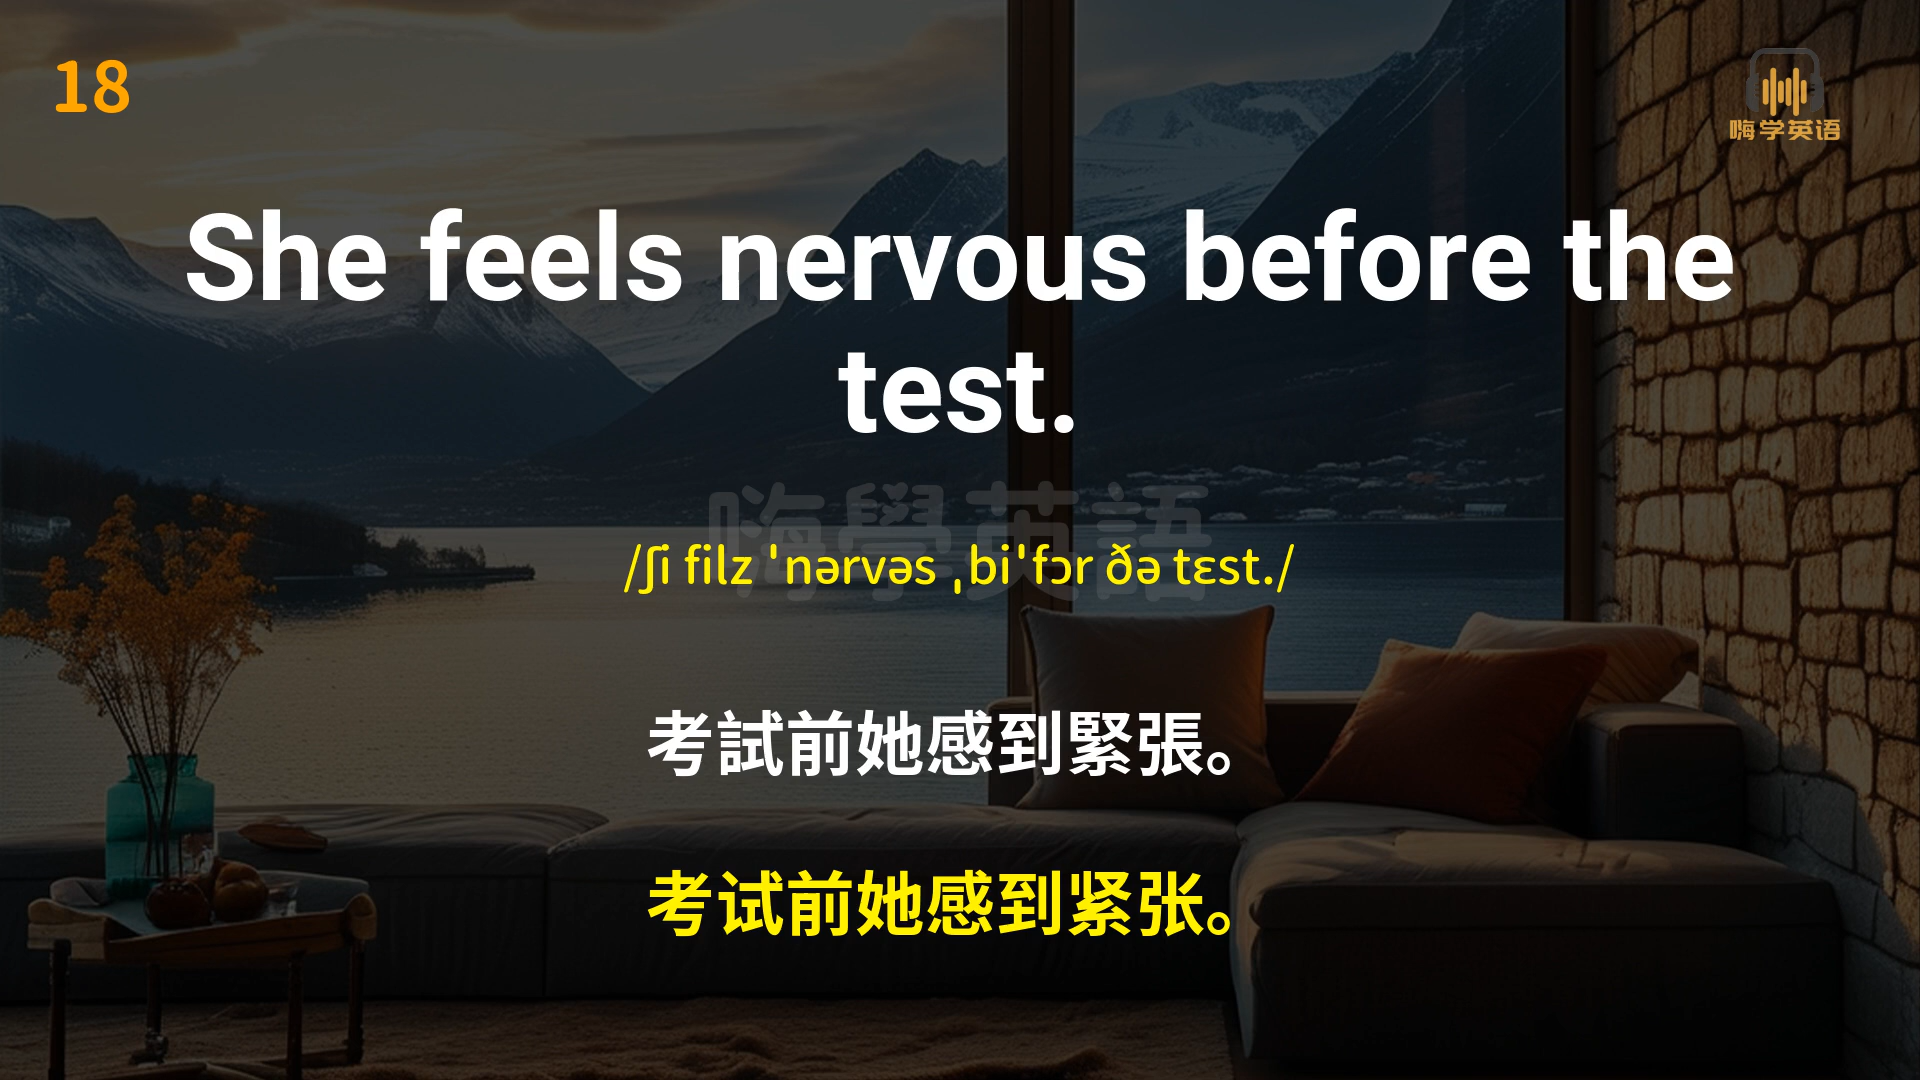 18
嗨学英语
She feels nervous before the
test.
嗨學英語
/ʃi filz ˈnərvəs ˌbiˈfɔr ðə tɛst./
考試前她感到緊張。
考试前她感到紧张。